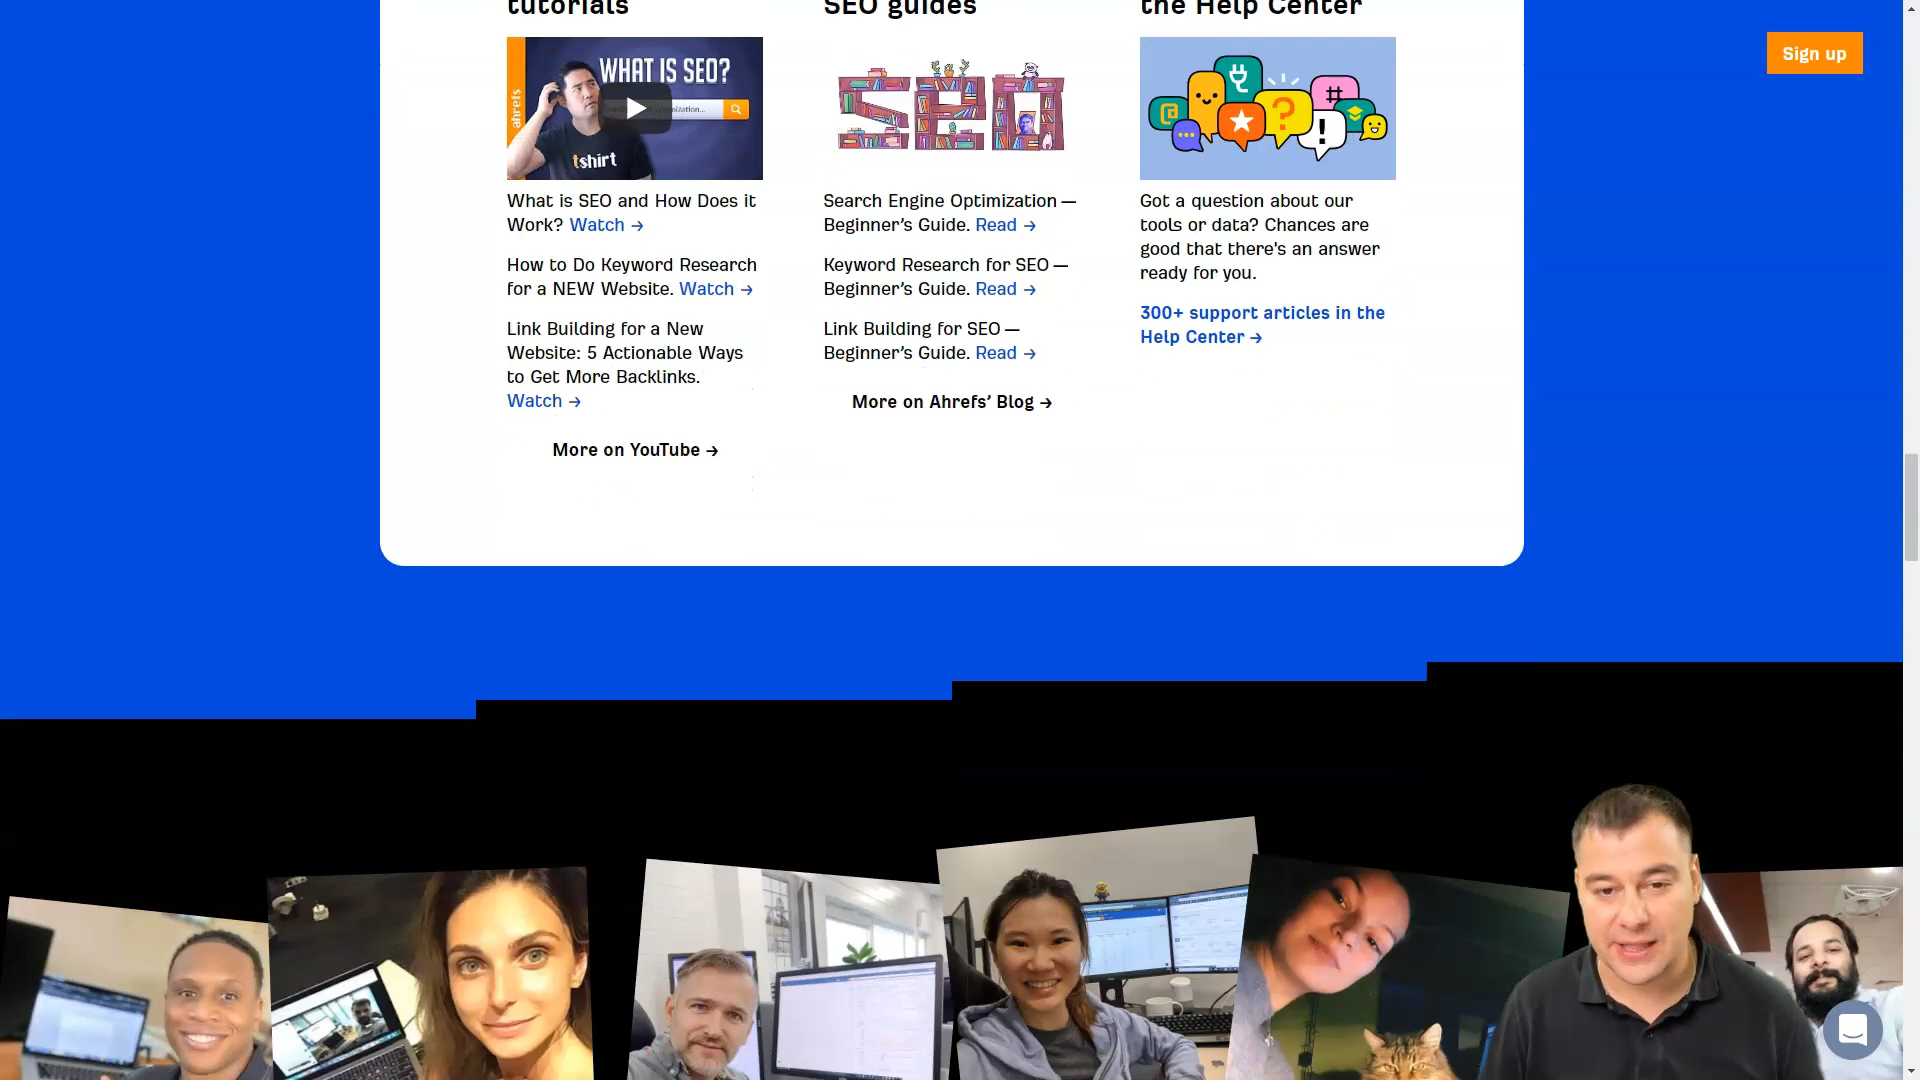 tutorials
SEO guides
the Help Center
Sign up
WHAT IS SEO?
ahrefs
tshirt
What is SEO and How Does it
Work? Watch →
How to Do Keyword Research
for a NEW Website. Watch →
Link Building for a New
Website: 5 Actionable Ways
to Get More Backlinks.
Watch →
More on YouTube →
seo
Search Engine Optimization —
Beginner’s Guide. Read →
Keyword Research for SEO —
Beginner’s Guide. Read →
Link Building for SEO —
Beginner’s Guide. Read →
More on Ahrefs’ Blog →
@ ? # !
Got a question about our
tools or data? Chances are
good that there's an answer
ready for you.
300+ support articles in the
Help Center →